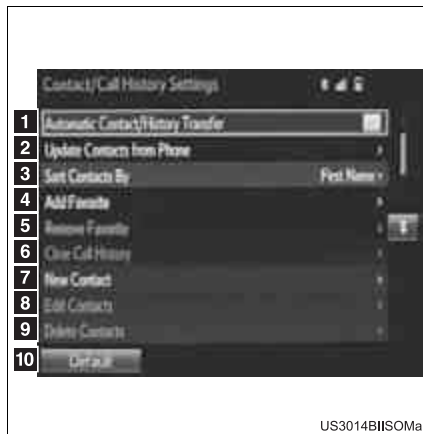 Contact/Call History Settings
1 Automatic Contact/History Transfer
2 Update Contacts from Phone
3 Sort Contacts By First Name
4 Add Favorite
5 Remove Favorite
6 Clear Call History
7 New Contact
8 Edit Contacts
9 Delete Contacts
10 Default
US3014BIISOMa